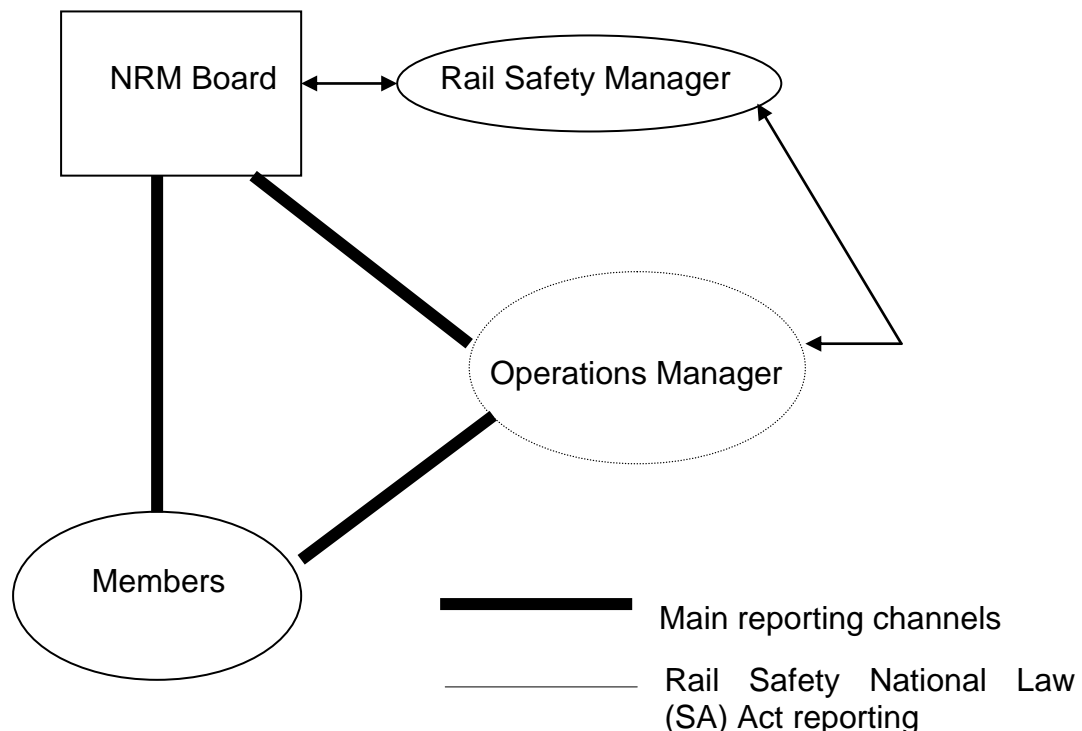 NRM Board
Rail Safety Manager
Operations Manager
Members
Main reporting channels
Rail Safety National Law
(SA) Act reporting